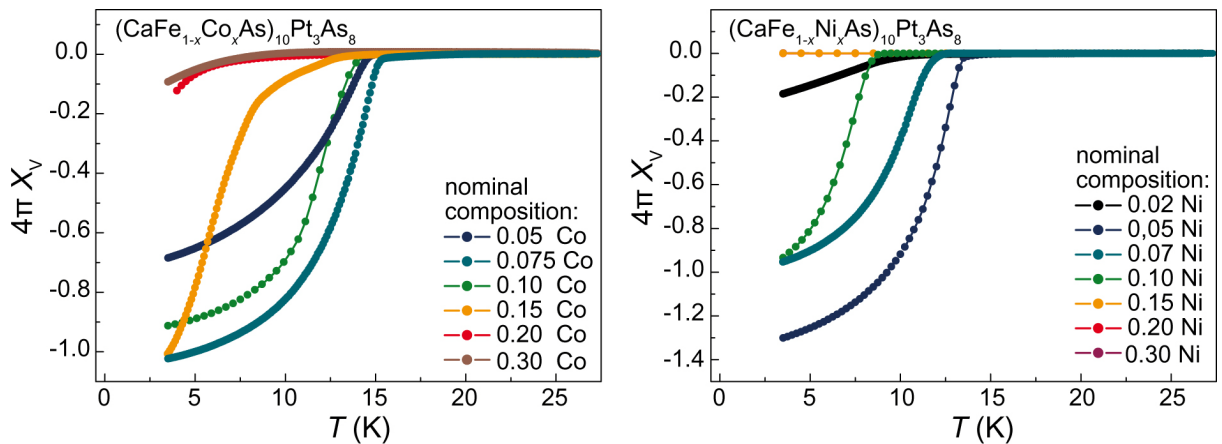 (CaFe1-xCoxAs)10Pt3As8
0.0
-0.2
-0.4
-0.6
-0.8
-1.0
4π XV
nominal
composition:
0.05 Co
0.075 Co
0.10 Co
0.15 Co
0.20 Co
0.30 Co
5
10
15
20
25
T (K)
(CaFe1-xNixAs)10Pt3As8
0.0
-0.2
-0.4
-0.6
-0.8
-1.0
-1.2
-1.4
4π XV
nominal
composition:
0.02 Ni
0,05 Ni
0.07 Ni
0.10 Ni
0.15 Ni
0.20 Ni
0.30 Ni
5
10
15
20
25
T (K)